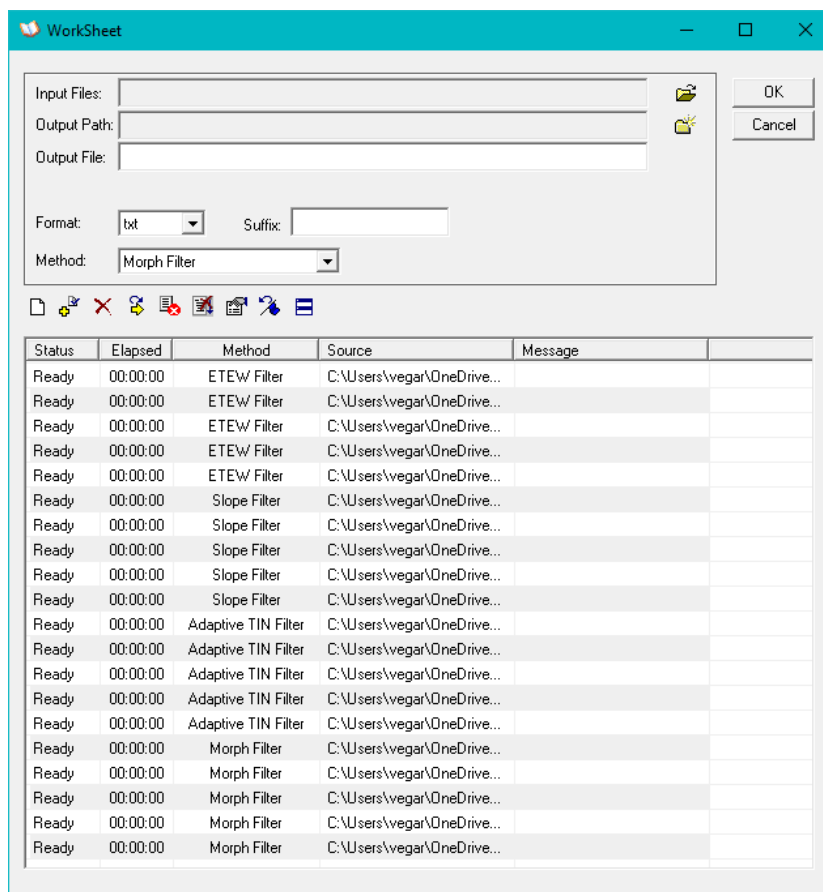 WorkSheet
Input Files:
OK
Output Path:
Cancel
Output File:
Format: txt Suffix:
Method: Morph Filter
Status Elapsed Method Source Message
Ready 00:00:00 ETEW Filter C:\Users\vegar\OneDrive...
Ready 00:00:00 ETEW Filter C:\Users\vegar\OneDrive...
Ready 00:00:00 ETEW Filter C:\Users\vegar\OneDrive...
Ready 00:00:00 ETEW Filter C:\Users\vegar\OneDrive...
Ready 00:00:00 ETEW Filter C:\Users\vegar\OneDrive...
Ready 00:00:00 Slope Filter C:\Users\vegar\OneDrive...
Ready 00:00:00 Slope Filter C:\Users\vegar\OneDrive...
Ready 00:00:00 Slope Filter C:\Users\vegar\OneDrive...
Ready 00:00:00 Slope Filter C:\Users\vegar\OneDrive...
Ready 00:00:00 Slope Filter C:\Users\vegar\OneDrive...
Ready 00:00:00 Adaptive TIN Filter C:\Users\vegar\OneDrive...
Ready 00:00:00 Adaptive TIN Filter C:\Users\vegar\OneDrive...
Ready 00:00:00 Adaptive TIN Filter C:\Users\vegar\OneDrive...
Ready 00:00:00 Adaptive TIN Filter C:\Users\vegar\OneDrive...
Ready 00:00:00 Adaptive TIN Filter C:\Users\vegar\OneDrive...
Ready 00:00:00 Morph Filter C:\Users\vegar\OneDrive...
Ready 00:00:00 Morph Filter C:\Users\vegar\OneDrive...
Ready 00:00:00 Morph Filter C:\Users\vegar\OneDrive...
Ready 00:00:00 Morph Filter C:\Users\vegar\OneDrive...
Ready 00:00:00 Morph Filter C:\Users\vegar\OneDrive...